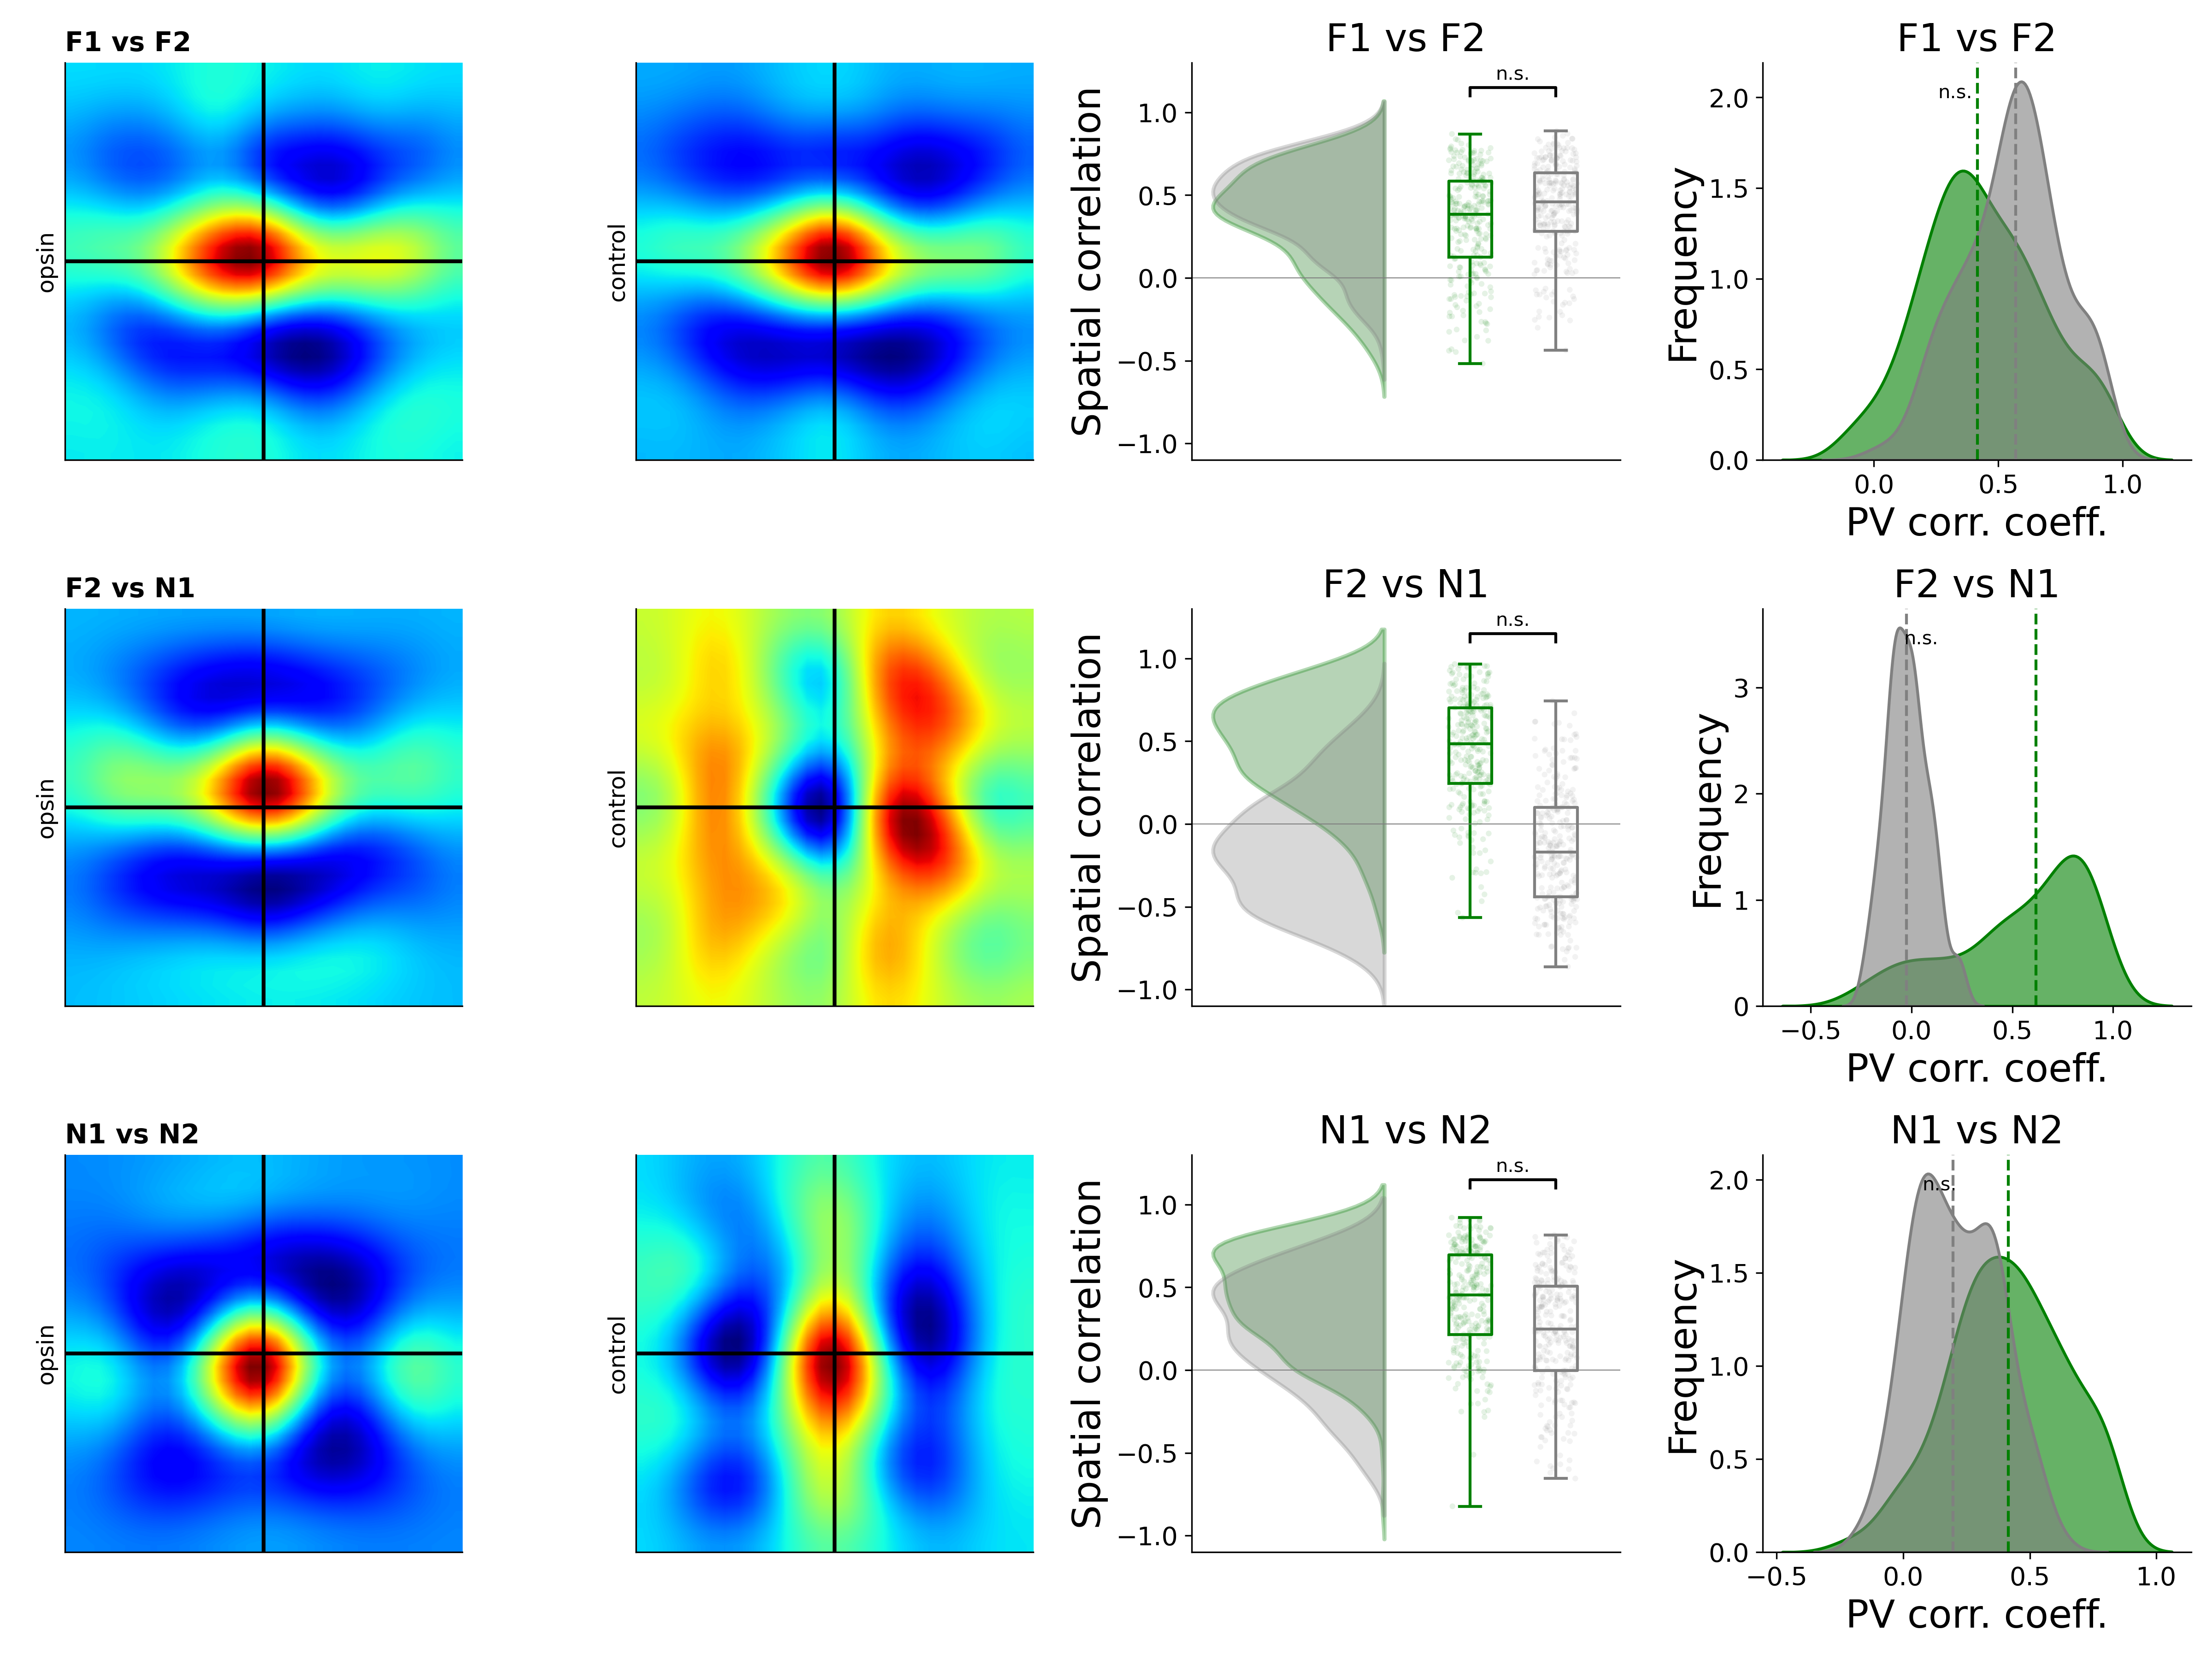 F1 vs F2
opsin
control
F1 vs F2
Spatial correlation
1.0
0.5
0.0
−0.5
−1.0
n.s.
F1 vs F2
Frequency
2.0
1.5
1.0
0.5
0.0
n.s.
0.0 0.5 1.0
PV corr. coeff.
F2 vs N1
opsin
control
F2 vs N1
Spatial correlation
1.0
0.5
0.0
−0.5
−1.0
n.s.
F2 vs N1
Frequency
3
2
1
0
n.s.
−0.5 0.0 0.5 1.0
PV corr. coeff.
N1 vs N2
opsin
control
N1 vs N2
Spatial correlation
1.0
0.5
0.0
−0.5
−1.0
n.s.
N1 vs N2
Frequency
2.0
1.5
1.0
0.5
0.0
n.s.
−0.5 0.0 0.5 1.0
PV corr. coeff.